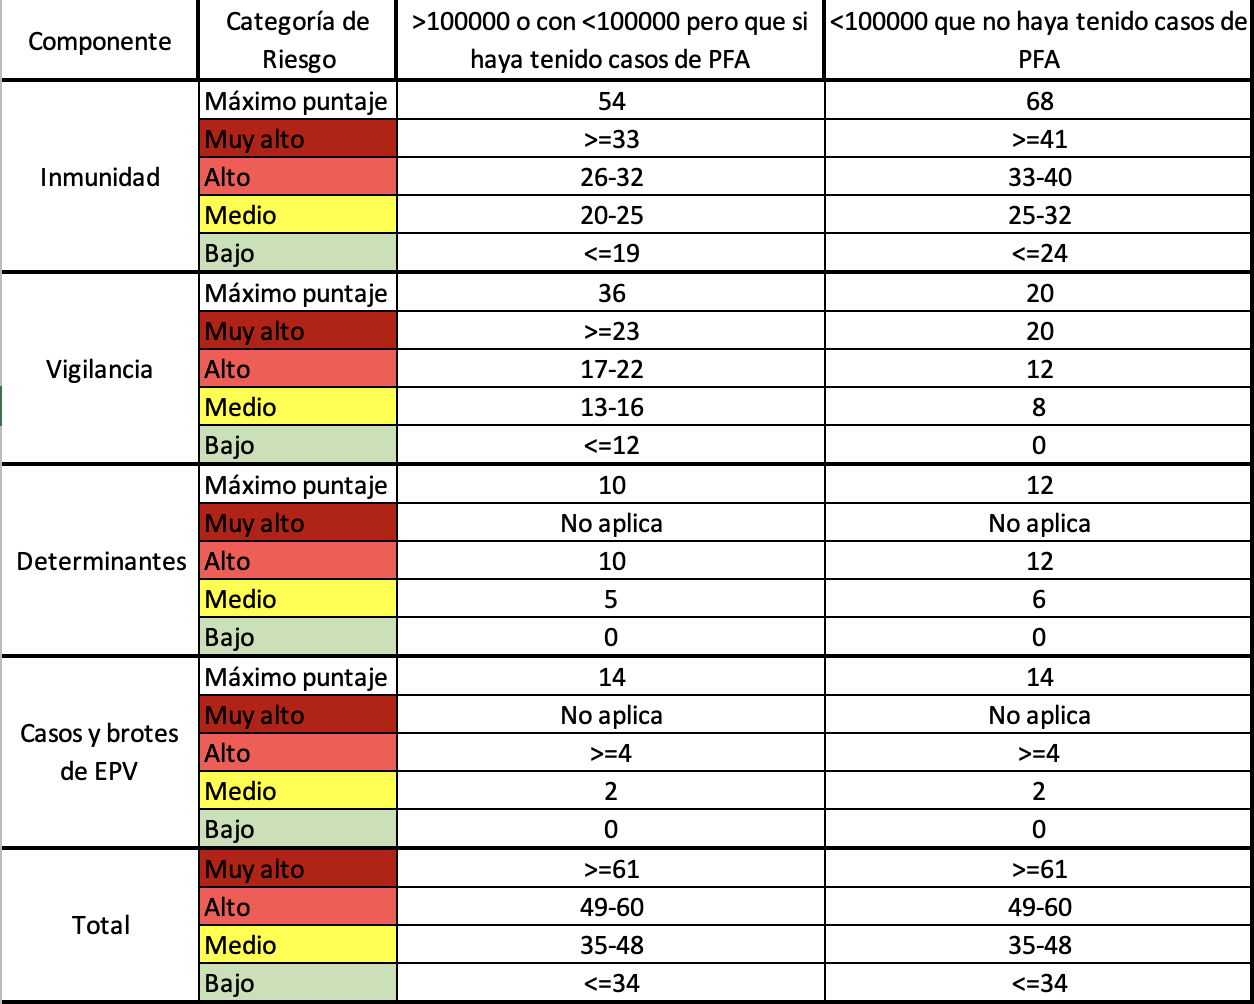 Componente
Categoría de
Riesgo
>100000 o con <100000 pero que si
haya tenido casos de PFA
<100000 que no haya tenido casos de
PFA
Inmunidad
Máximo puntaje 54 68
Muy alto >=33 >=41
Alto 26-32 33-40
Medio 20-25 25-32
Bajo <=19 <=24
Vigilancia
Máximo puntaje 36 20
Muy alto >=23 20
Alto 17-22 12
Medio 13-16 8
Bajo <=12 0
Determinantes
Máximo puntaje 10 12
Muy alto No aplica No aplica
Alto 10 12
Medio 5 6
Bajo 0 0
Casos y brotes
de EPV
Máximo puntaje 14 14
Muy alto No aplica No aplica
Alto >=4 >=4
Medio 2 2
Bajo 0 0
Total
Muy alto >=61 >=61
Alto 49-60 49-60
Medio 35-48 35-48
Bajo <=34 <=34